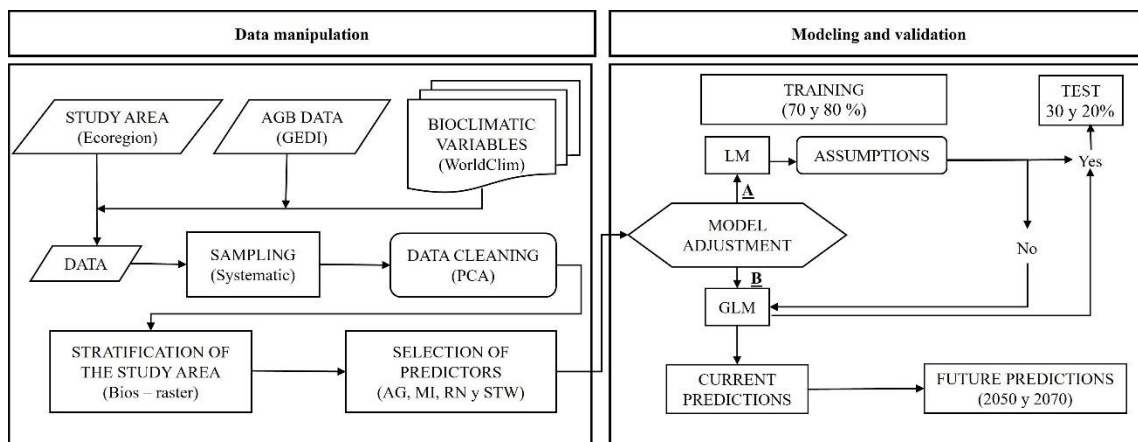 Data manipulation
STUDY AREA
(Ecoregion)
AGB DATA
(GEDI)
BIOCLIMATIC
VARIABLES
(WorldClim)
DATA
SAMPLING
(Systematic)
DATA CLEANING
(PCA)
STRATIFICATION OF
THE STUDY AREA
(Bios – raster)
SELECTION OF
PREDICTORS
(AG, MI, RN y STW)
Modeling and validation
TRAINING
(70 y 80 %)
TEST
30 y 20%
LM
ASSUMPTIONS
Yes
A
MODEL
ADJUSTMENT
No
B
GLM
CURRENT
PREDICTIONS
FUTURE PREDICTIONS
(2050 y 2070)